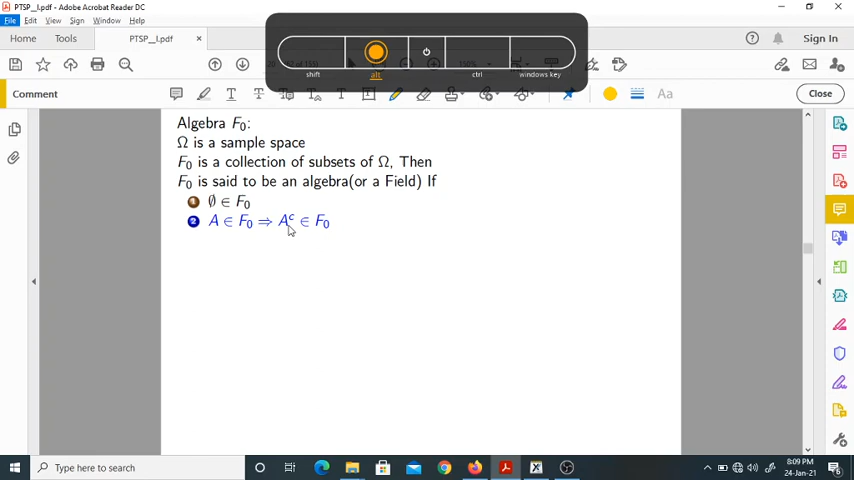 PTSP__I.pdf - Adobe Acrobat Reader DC
File Edit View Sign Window Help
Home Tools PTSP__I.pdf × Sign In
shift alt ctrl windows key
Comment Aa Close
Algebra F₀:
Ω is a sample space
F₀ is a collection of subsets of Ω, Then
F₀ is said to be an algebra(or a Field) If
1 ∅ ∈ F₀
2 A ∈ F₀ ⇒ Aᶜ ∈ F₀
Type here to search
8:09 PM
24-Jan-21